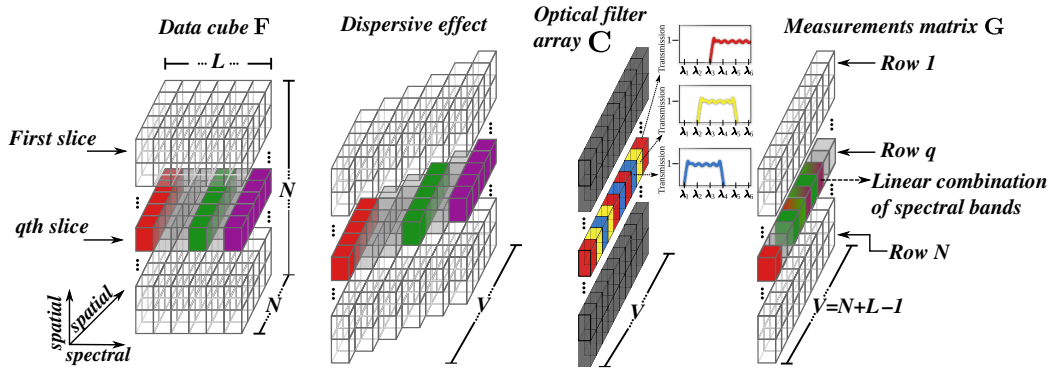 Data cube F
··· L ···
First slice
qth slice
N
N
spatial
spatial
spectral
Dispersive effect
V
Optical filter
array C
Transmission
1
λ1 λ2 λ3 λ4 λ5 λ6
Transmission
1
λ1 λ2 λ3 λ4 λ5 λ6
Transmission
1
λ1 λ2 λ3 λ4 λ5 λ6
V
Measurements matrix G
Row 1
Row q
Linear combination
of spectral bands
Row N
V=N+L−1